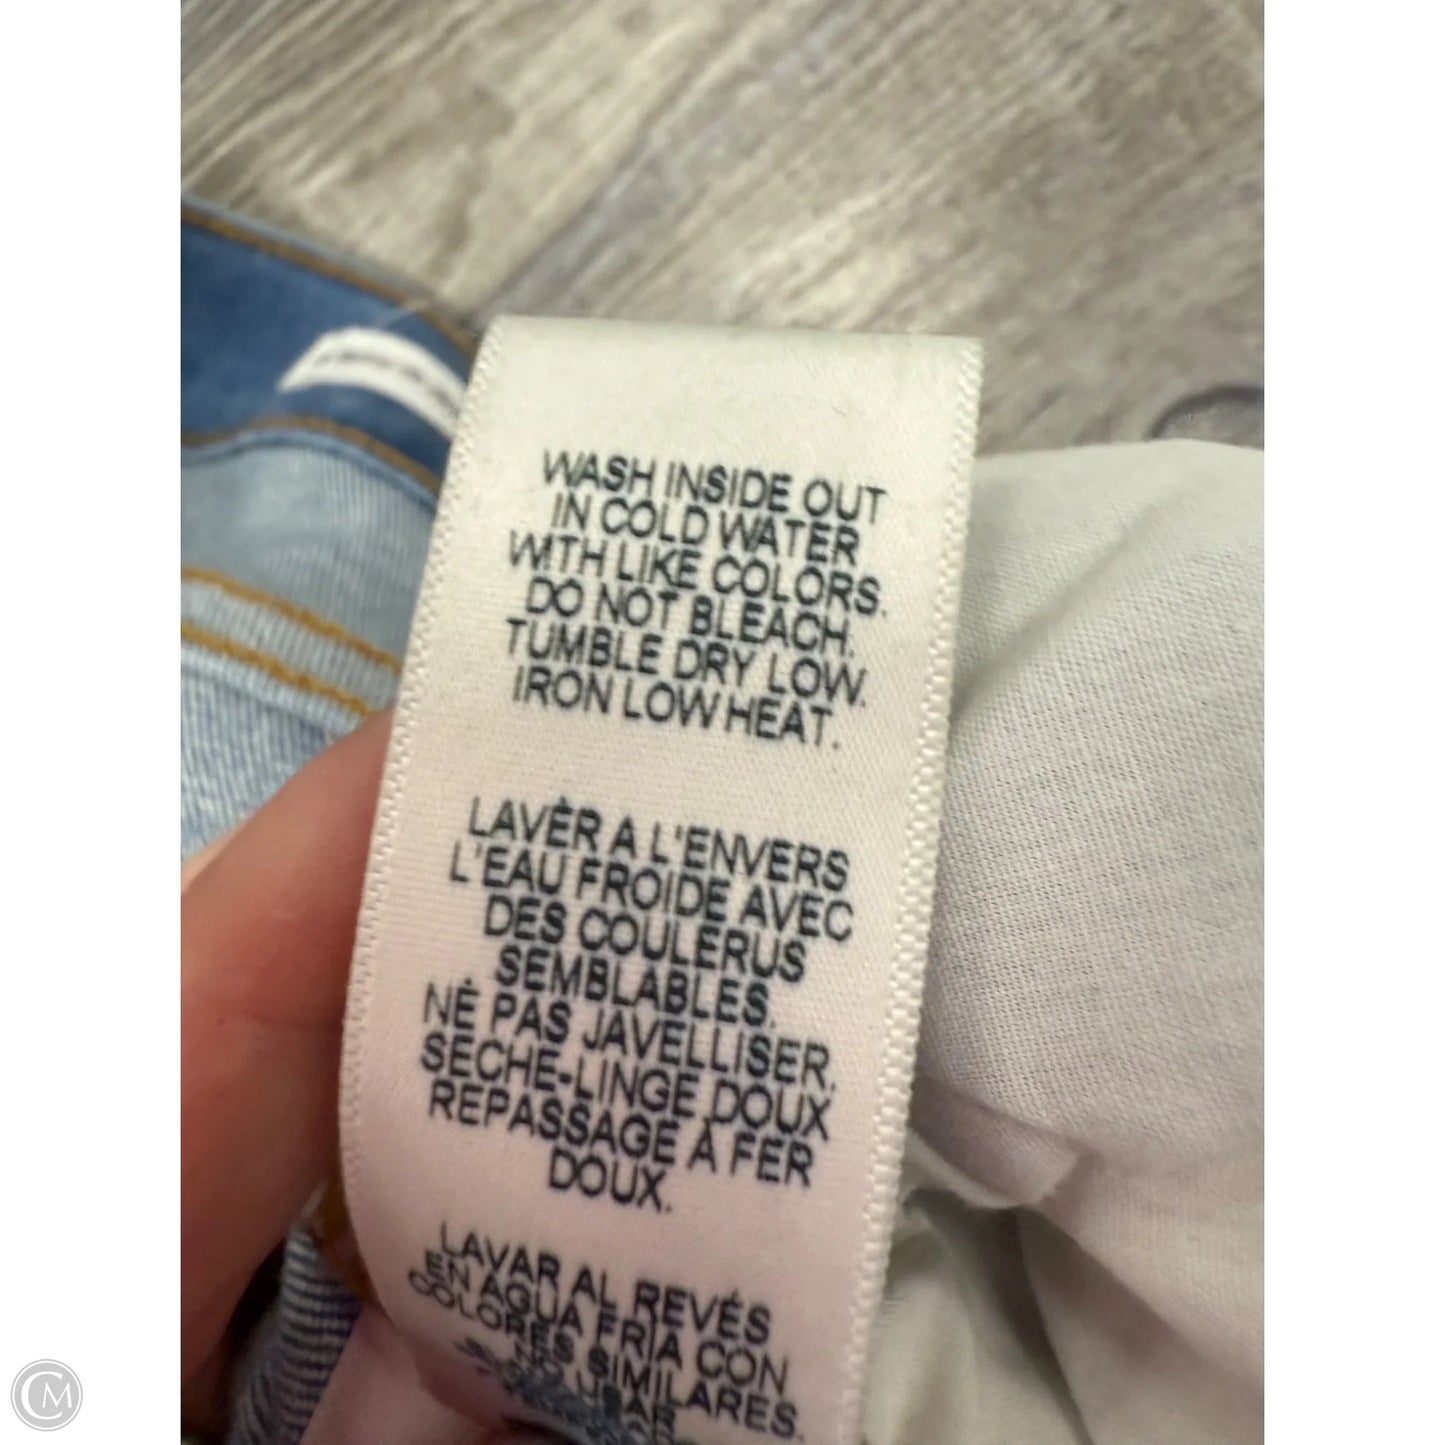 WASH INSIDE OUT
IN COLD WATER
WITH LIKE COLORS.
DO NOT BLEACH.
TUMBLE DRY LOW.
IRON LOW HEAT.
LAVÈR A L'ENVERS
L'EAU FROIDE AVEC
DES COULERUS
SEMBLABLES.
NÈ PAS JAVELLISER.
SECHE-LINGE DOUX
REPASSAGE À FER
DOUX.
LAVAR AL REVÉS
EN AGUA FRIA CON
COLORES SIMILARES.
USAR
CM